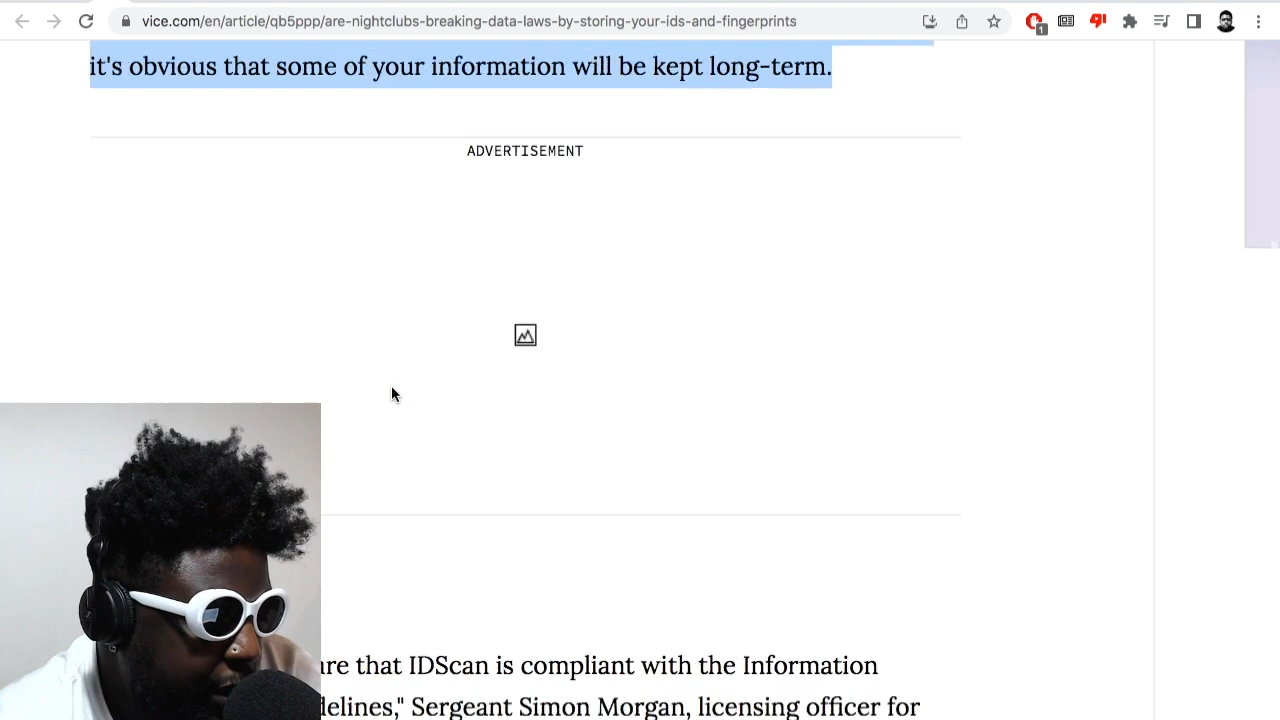 vice.com/en/article/qb5ppp/are-nightclubs-breaking-data-laws-by-storing-your-ids-and-fingerprints
1
it's obvious that some of your information will be kept long-term.
ADVERTISEMENT
re that IDScan is compliant with the Information
delines," Sergeant Simon Morgan, licensing officer for